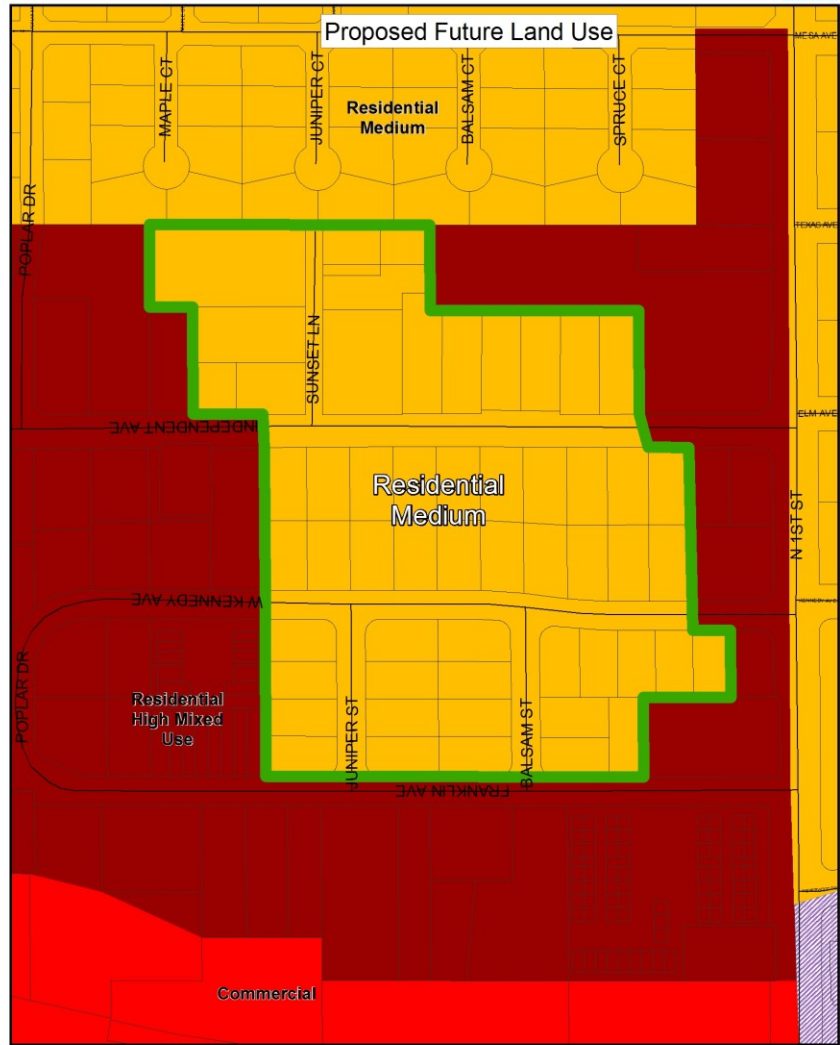 Proposed Future Land Use
MESA AVE
MAPLE CT
JUNIPER CT
BALSAM CT
SPRUCE CT
Residential
Medium
POPLAR DR
TEXAS AVE
SUNSET LN
ELM AVE
INDEPENDENT AVE
Residential
Medium
N 1ST ST
W KENNEDY AVE
KENNEDY AVE
POPLAR DR
Residential
High Mixed
Use
JUNIPER ST
BALSAM ST
FRANKLIN AVE
Commercial